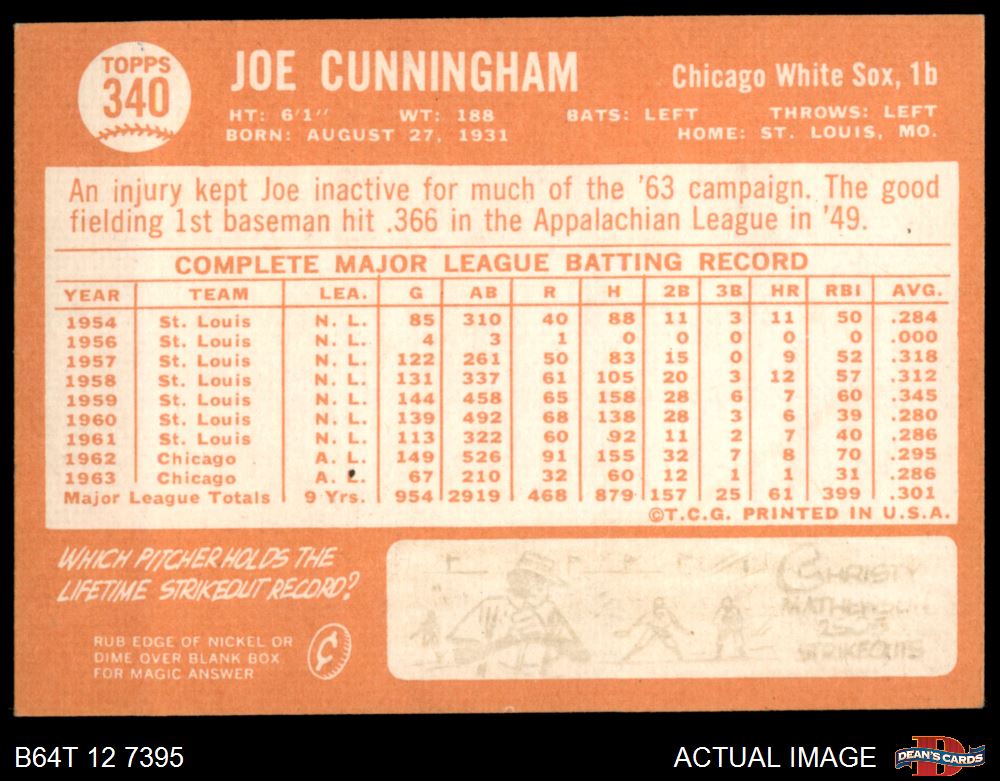 TOPPS
340
JOE CUNNINGHAM
Chicago White Sox, 1b
HT: 6'1" WT: 188 BATS: LEFT THROWS: LEFT
BORN: AUGUST 27, 1931 HOME: ST. LOUIS, MO.
An injury kept Joe inactive for much of the '63 campaign. The good
fielding 1st baseman hit .366 in the Appalachian League in '49.
COMPLETE MAJOR LEAGUE BATTING RECORD
YEAR TEAM LEA. G AB R H 2B 3B HR RBI AVG.
1954 St. Louis N. L. 85 310 40 88 11 3 11 50 .284
1956 St. Louis N. L. 4 3 1 0 0 0 0 0 .000
1957 St. Louis N. L. 122 261 50 83 15 0 9 52 .318
1958 St. Louis N. L. 131 337 61 105 20 3 12 57 .312
1959 St. Louis N. L. 144 458 65 158 28 6 7 60 .345
1960 St. Louis N. L. 139 492 68 138 28 3 6 39 .280
1961 St. Louis N. L. 113 322 60 92 11 2 7 40 .286
1962 Chicago A. L. 149 526 91 155 32 7 8 70 .295
1963 Chicago A. L. 67 210 32 60 12 1 1 31 .286
Major League Totals 9 Yrs. 954 2919 468 879 157 25 61 399 .301
©T.C.G. PRINTED IN U.S.A.
WHICH PITCHER HOLDS THE
LIFETIME STRIKEOUT RECORD?
RUB EDGE OF NICKEL OR
DIME OVER BLANK BOX
FOR MAGIC ANSWER
¢
CHRISTY
MATHEWSON
STRIKEOUTS
B64T 12 7395
ACTUAL IMAGE
DEAN'S CARDS